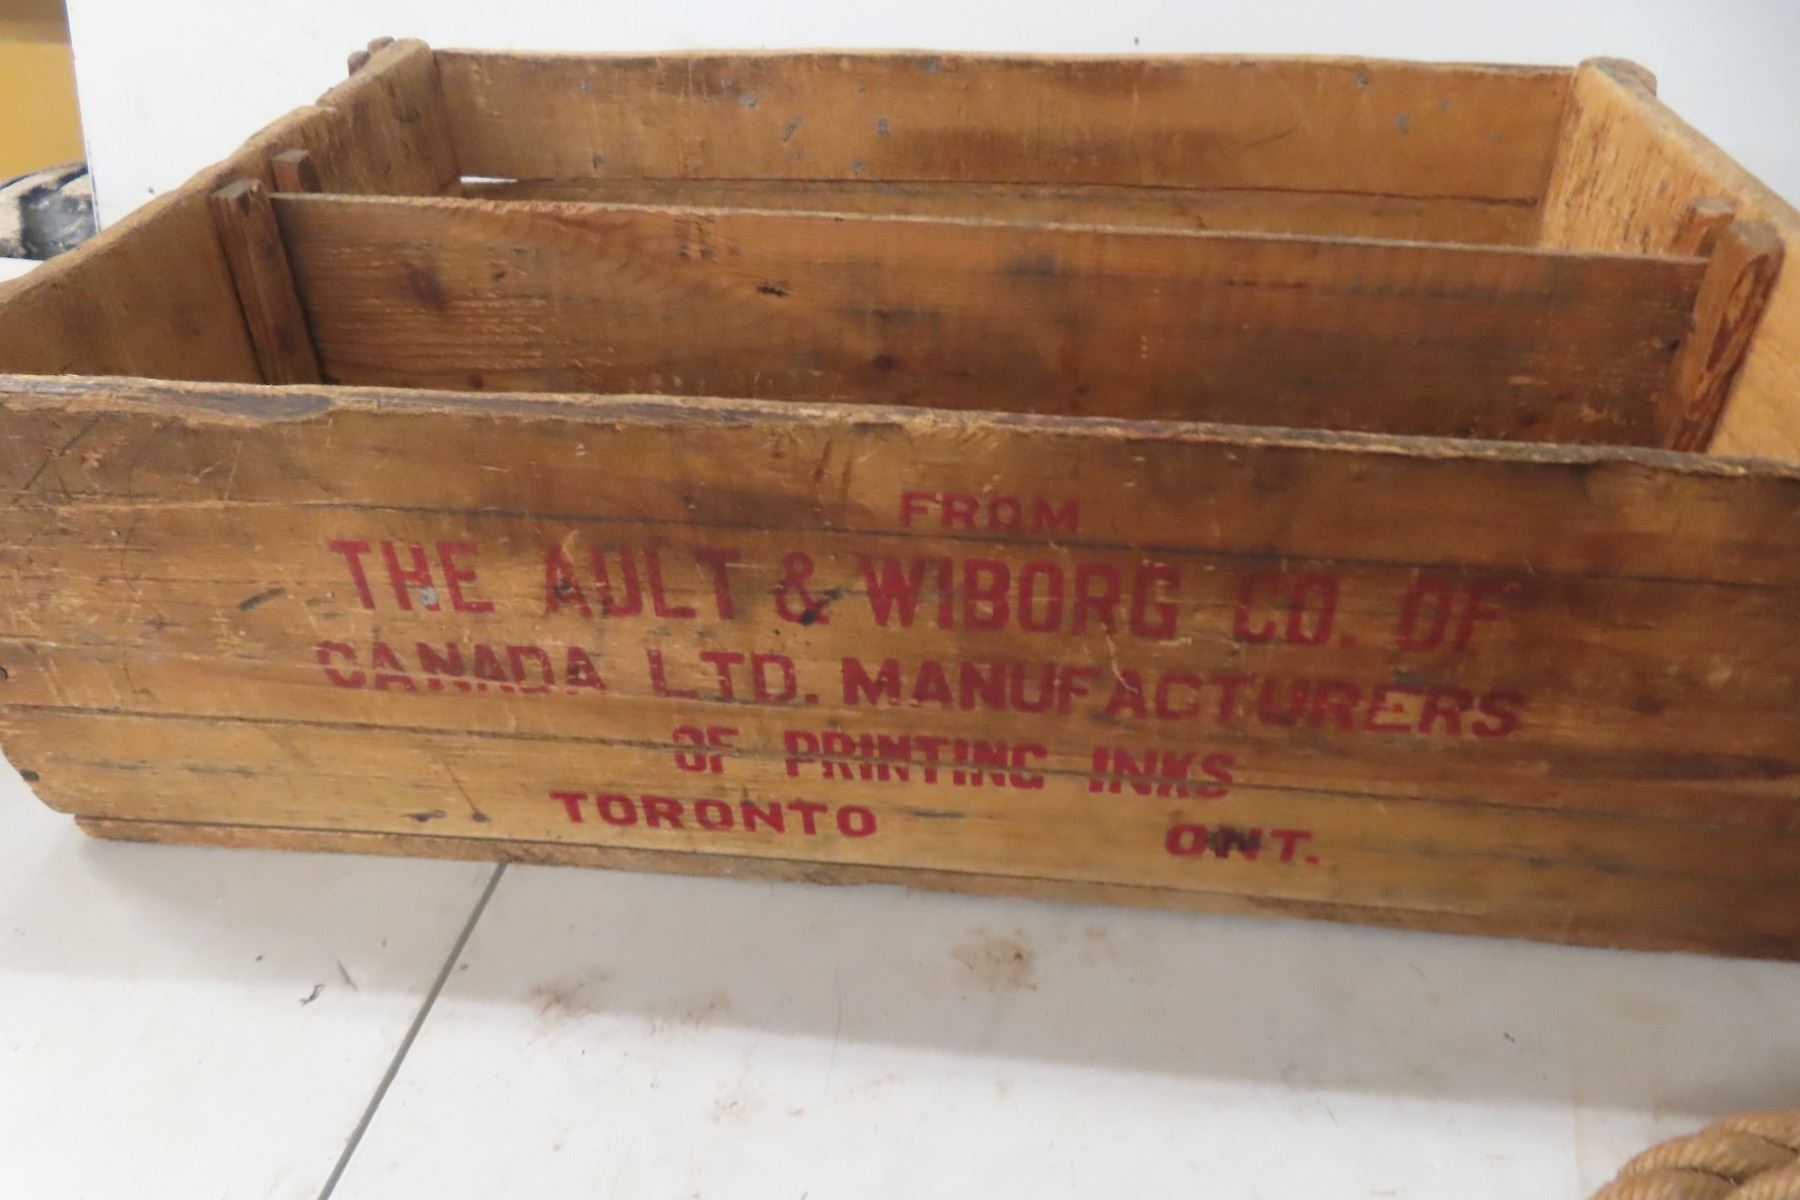 FROM
THE AULT & WIBORG CO. OF
CANADA LTD. MANUFACTURERS
OF PRINTING INKS
TORONTO ONT.